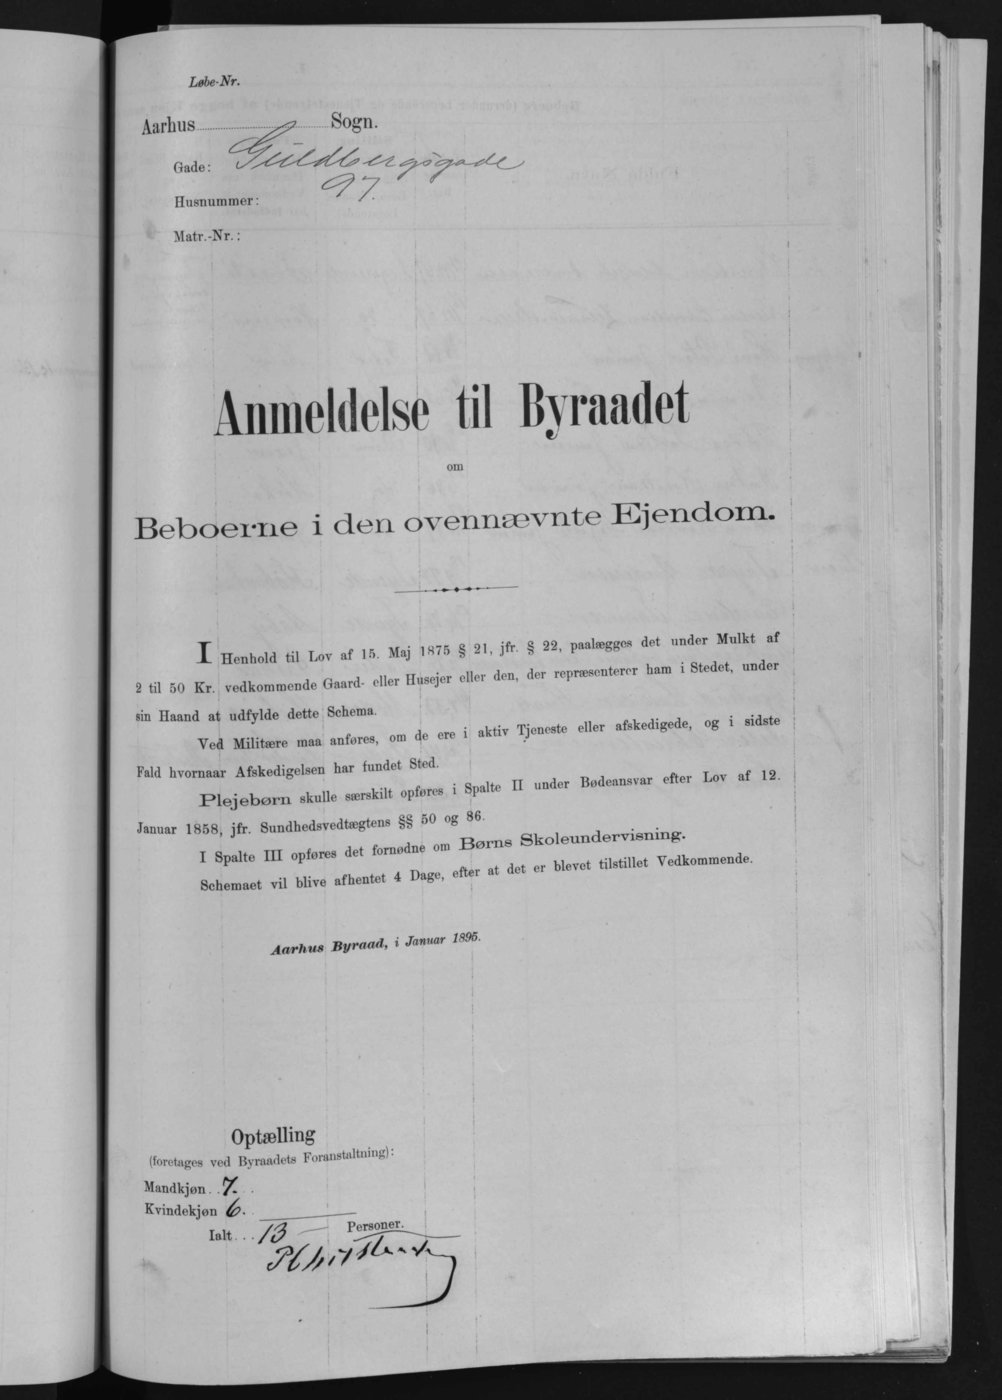 Løbe-Nr.
Aarhus Sogn.
Gade: Guldbergsgade
97.
Husnummer:
Matr.-Nr.:
Anmeldelse til Byraadet
om
Beboerne i den ovennævnte Ejendom.
I Henhold til Lov af 15. Maj 1875 § 21, jfr. § 22, paalægges det under Mulkt af
2 til 50 Kr. vedkommende Gaard- eller Husejer eller den, der repræsenterer ham i Stedet, under
sin Haand at udfylde dette Schema.
Ved Militære maa anføres, om de ere i aktiv Tjeneste eller afskedigede, og i sidste
Fald hvornaar Afskedigelsen har fundet Sted.
Plejebørn skulle særskilt opføres i Spalte II under Bødeansvar efter Lov af 12.
Januar 1858, jfr. Sundhedsvedtægtens §§ 50 og 86.
I Spalte III opføres det fornødne om Børns Skoleundervisning.
Schemaet vil blive afhentet 4 Dage, efter at det er blevet tilstillet Vedkommende.
Aarhus Byraad, i Januar 1895.
Optælling
(foretages ved Byraadets Foranstaltning):
Mandkjøn . . 7. . .
Kvindekjøn 6. . .
Ialt . . . 13 Personer.